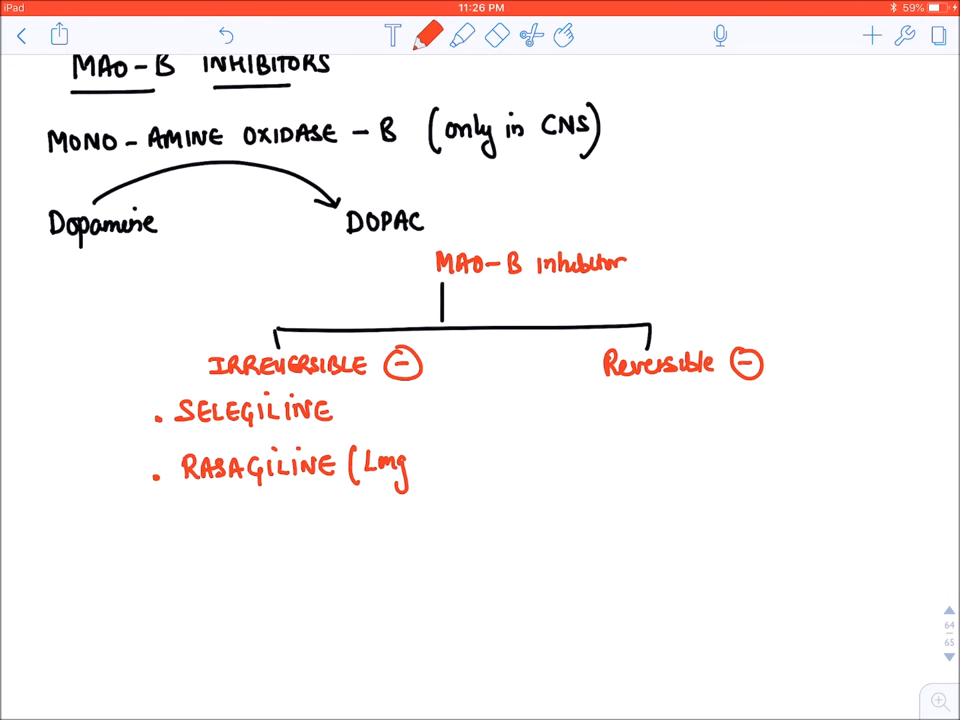 iPad
11:26 PM
59%
T
MAO-B INHIBITORS
MONO-AMINE OXIDASE-B (only in CNS)
Dopamine
DOPAC
MAO-B inhibitor
IRREVERSIBLE (-)
Reversible (-)
. SELEGILINE
. RASAGILINE (Long
64
65